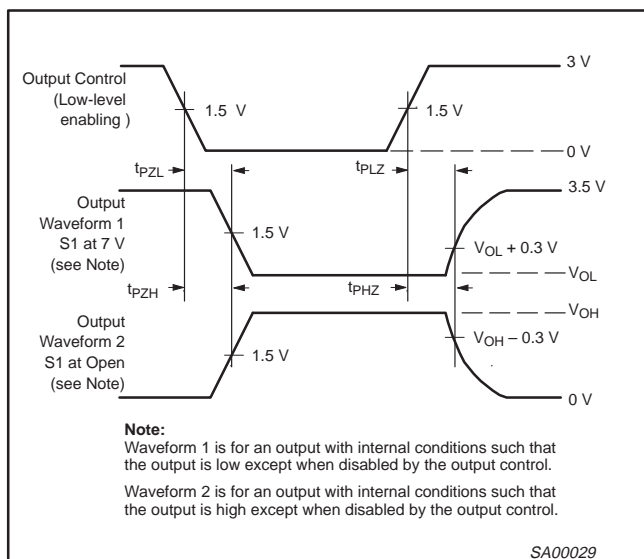 3 V
Output Control
(Low-level
enabling )
1.5 V
1.5 V
0 V
tPZL
tPLZ
3.5 V
Output
Waveform 1
S1 at 7 V
(see Note)
1.5 V
VOL + 0.3 V
VOL
tPZH
tPHZ
VOH
Output
Waveform 2
S1 at Open
(see Note)
1.5 V
VOH – 0.3 V
0 V
Note:
Waveform 1 is for an output with internal conditions such that
the output is low except when disabled by the output control.
Waveform 2 is for an output with internal conditions such that
the output is high except when disabled by the output control.
SA00029